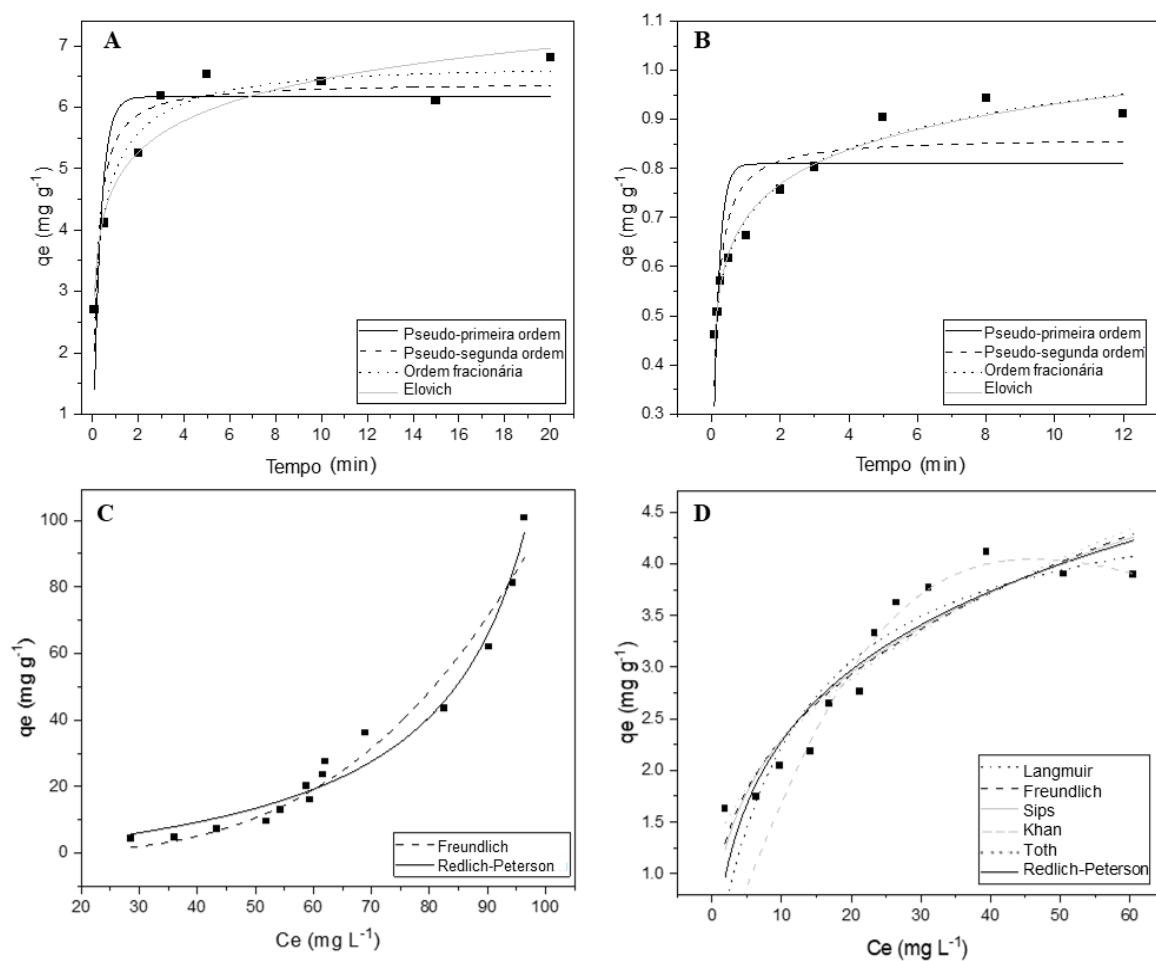 A
qe (mg g⁻¹)
7
6
5
4
3
2
1
0 2 4 6 8 10 12 14 16 18 20
Tempo (min)
Pseudo-primeira ordem
Pseudo-segunda ordem
Ordem fracionária
Elovich
B
qe (mg g⁻¹)
1.1
1.0
0.9
0.8
0.7
0.6
0.5
0.4
0.3
0 2 4 6 8 10 12
Tempo (min)
Pseudo-primeira ordem
Pseudo-segunda ordem
Ordem fracionária
Elovich
C
qe (mg g⁻¹)
100
80
60
40
20
0
20 30 40 50 60 70 80 90 100
Ce (mg L⁻¹)
Freundlich
Redlich-Peterson
D
qe (mg g⁻¹)
4.5
4.0
3.5
3.0
2.5
2.0
1.5
1.0
0 10 20 30 40 50 60
Ce (mg L⁻¹)
Langmuir
Freundlich
Sips
Khan
Toth
Redlich-Peterson